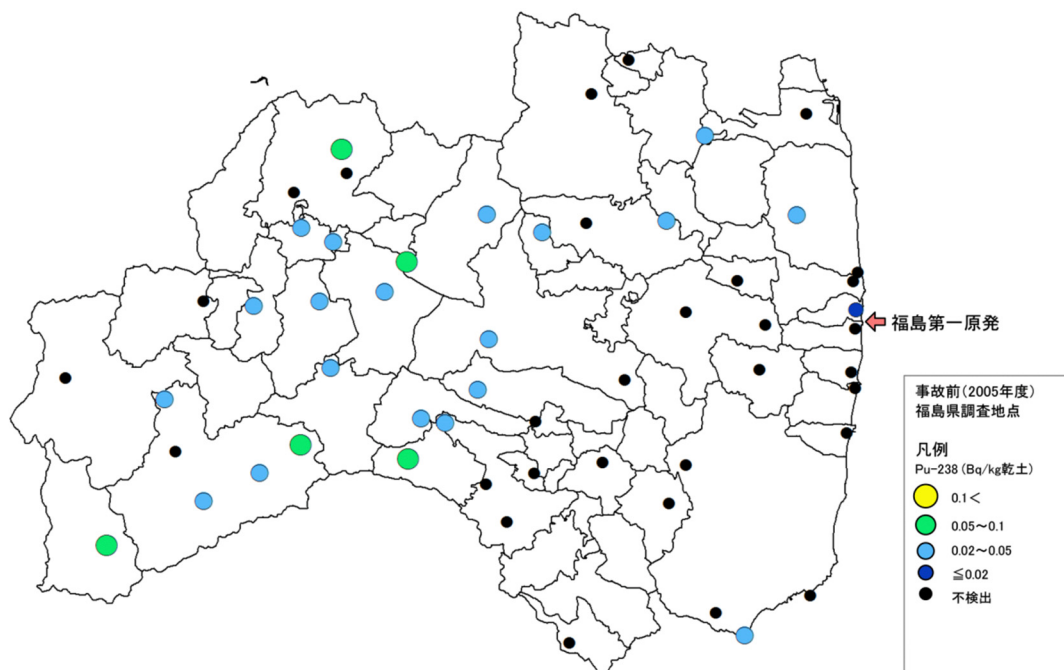 福島第一原発
事故前(2005年度)
福島県調査地点
凡例
Pu-238(Bq/kg乾土)
0.1<
0.05～0.1
0.02～0.05
≦0.02
不検出